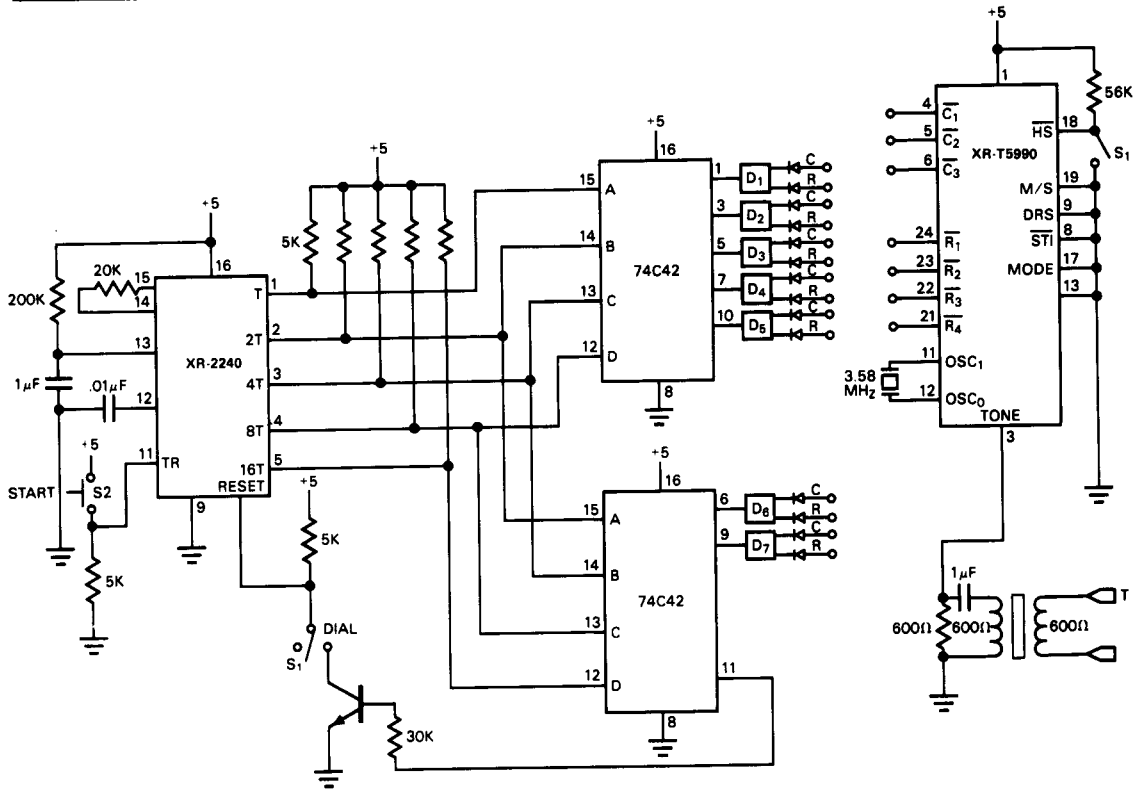 +5
200K
20K
1μF
.01μF
+5
START
S2
5K
+5
16
15
14
13
12
11
TR
XR-2240
T
1
2T
2
4T
3
8T
4
16T
5
RESET
9
+5
5K
+5
5K
DIAL
S1
30K
+5
16
15
A
14
B
13
C
12
D
74C42
8
1
D1
C
R
3
D2
C
R
5
D3
C
R
7
D4
C
R
10
D5
C
R
+5
16
15
A
14
B
13
C
12
D
74C42
8
6
D6
C
R
9
D7
C
R
11
+5
1
56K
4
C1
5
C2
6
C3
XR-T5990
HS
18
S1
M/S
19
DRS
9
STI
8
MODE
17
13
24
R1
23
R2
22
R3
21
R4
3.58
MHz
11
OSC1
12
OSC0
TONE
3
1μF
600Ω
600Ω
600Ω
T